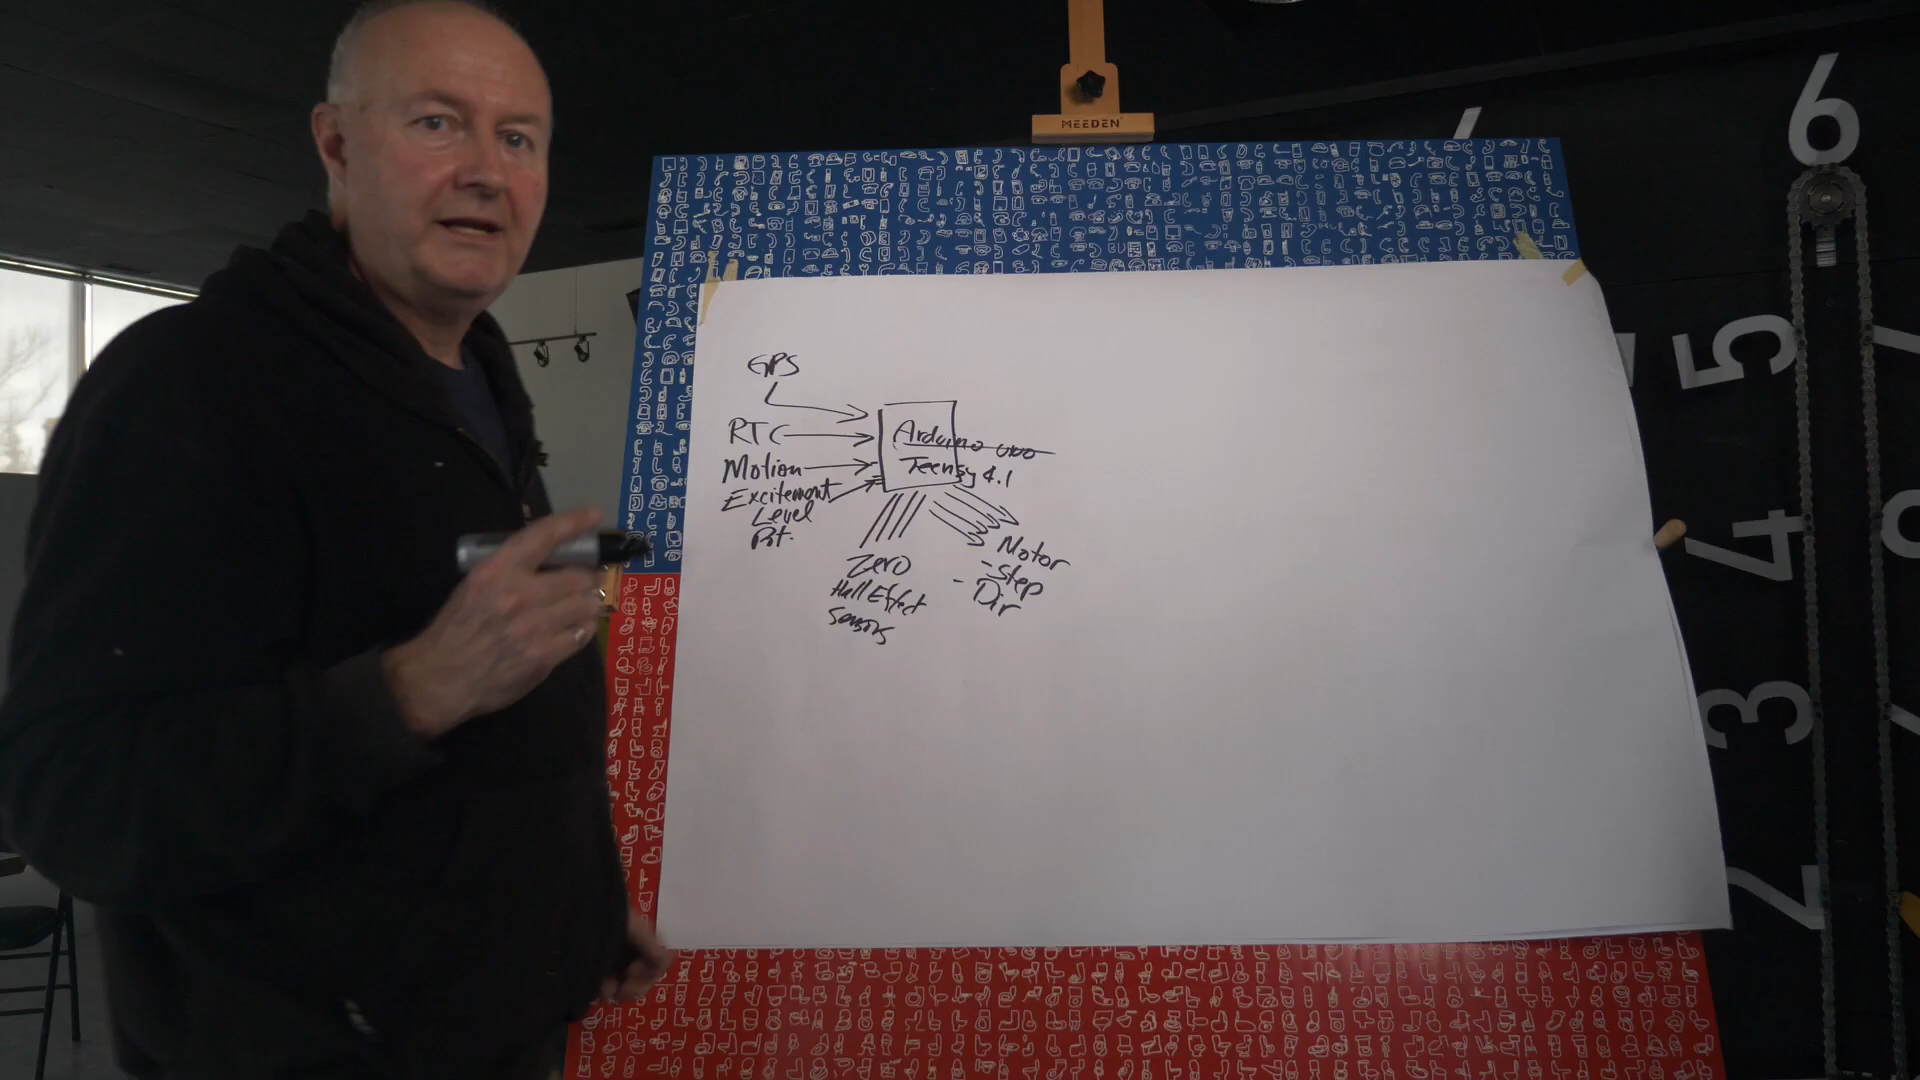 MEEDEN
6
5
4
3
2
GPS
RTC
Motion
Excitement
Level
Pot.
Arduino uno
Teensy 4.1
Zero
Hall Effect
Sensors
Motor
- Step
- Dir